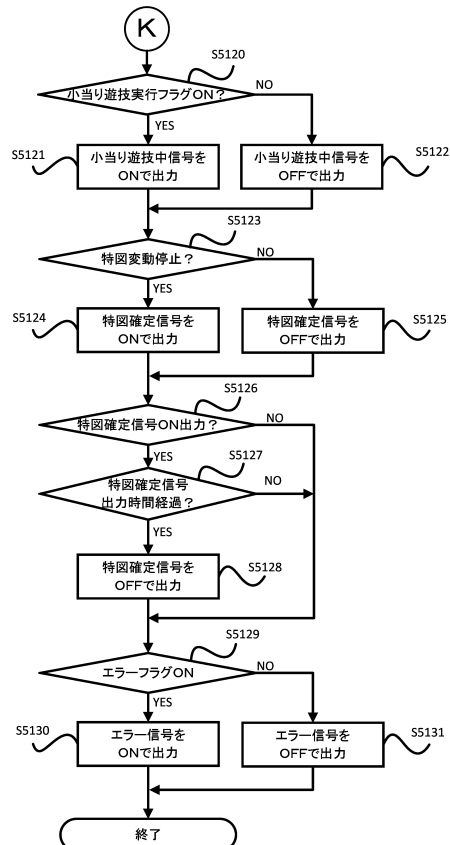 K
S5120
小当り遊技実行フラグON？
NO
YES
S5121
小当り遊技中信号を
ONで出力
小当り遊技中信号を
OFFで出力
S5122
S5123
特図変動停止？
NO
YES
S5124
特図確定信号を
ONで出力
特図確定信号を
OFFで出力
S5125
S5126
特図確定信号ON出力？
NO
YES
S5127
特図確定信号
出力時間経過？
NO
YES
特図確定信号を
OFFで出力
S5128
S5129
エラーフラグON
NO
YES
S5130
エラー信号を
ONで出力
エラー信号を
OFFで出力
S5131
終了